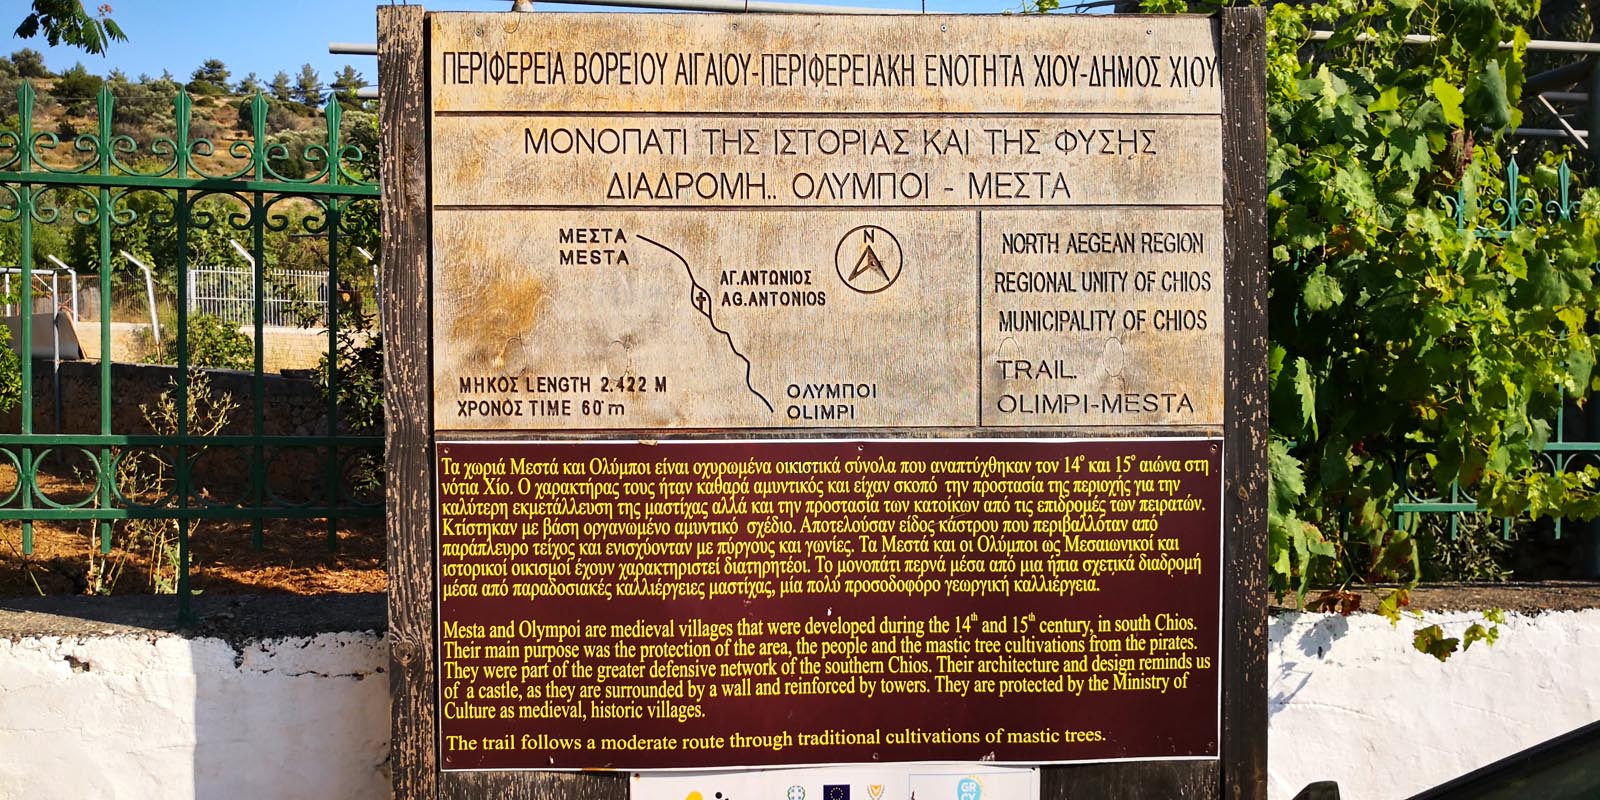 ΠΕΡΙΦΕΡΕΙΑ ΒΟΡΕΙΟΥ ΑΙΓΑΙΟΥ-ΠΕΡΙΦΕΡΕΙΑΚΗ ΕΝΟΤΗΤΑ ΧΙΟΥ-ΔΗΜΟΣ ΧΙΟΥ
ΜΟΝΟΠΑΤΙ ΤΗΣ ΙΣΤΟΡΙΑΣ ΚΑΙ ΤΗΣ ΦΥΣΗΣ
ΔΙΑΔΡΟΜΗ.. ΟΛΥΜΠΟΙ - ΜΕΣΤΑ
ΜΕΣΤΑ
MESTA
ΑΓ.ΑΝΤΩΝΙΟΣ
AG.ANTONIOS
N
ΜΗΚΟΣ LENGTH 2.422 M
ΧΡΟΝΟΣ TIME 60' m
ΟΛΥΜΠΟΙ
OLIMPI
NORTH AEGEAN REGION
REGIONAL UNITY OF CHIOS
MUNICIPALITY OF CHIOS
TRAIL.
OLIMPI-MESTA
Τα χωριά Μεστά και Ολύμποι είναι οχυρωμένα οικιστικά σύνολα που αναπτύχθηκαν τον 14° και 15° αιώνα στη
νότια Χίο. Ο χαρακτήρας τους ήταν καθαρά αμυντικός και είχαν σκοπό την προστασία της περιοχής για την
καλύτερη εκμετάλλευση της μαστίχας αλλά και την προστασία των κατοίκων από τις επιδρομές των πειρατών.
Κτίστηκαν με βάση οργανωμένο αμυντικό σχέδιο. Αποτελούσαν είδος κάστρου που περιβαλλόταν από
παράπλευρο τείχος και ενισχύονταν με πύργους και γωνίες. Τα Μεστά και οι Ολύμποι ως Μεσαιωνικοί και
ιστορικοί οικισμοί έχουν χαρακτηριστεί διατηρητέοι. Το μονοπάτι περνά μέσα από μια ήπια σχετικά διαδρομή
μέσα από παραδοσιακές καλλιέργειες μαστίχας, μία πολύ προσοδοφόρο γεωργική καλλιέργεια.
Mesta and Olympoi are medieval villages that were developed during the 14th and 15th century, in south Chios.
Their main purpose was the protection of the area, the people and the mastic tree cultivations from the pirates.
They were part of the greater defensive network of the southern Chios. Their architecture and design reminds us
of a castle, as they are surrounded by a wall and reinforced by towers. They are protected by the Ministry of
Culture as medieval, historic villages.
The trail follows a moderate route through traditional cultivations of mastic trees.
GR
CY